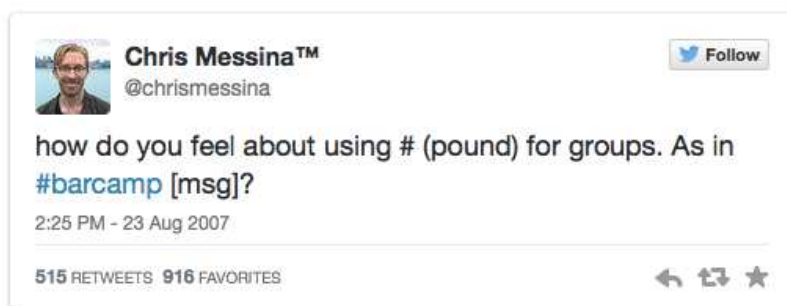 Chris Messina™
Follow
@chrismessina
how do you feel about using # (pound) for groups. As in
#barcamp [msg]?
2:25 PM - 23 Aug 2007
515 RETWEETS 916 FAVORITES